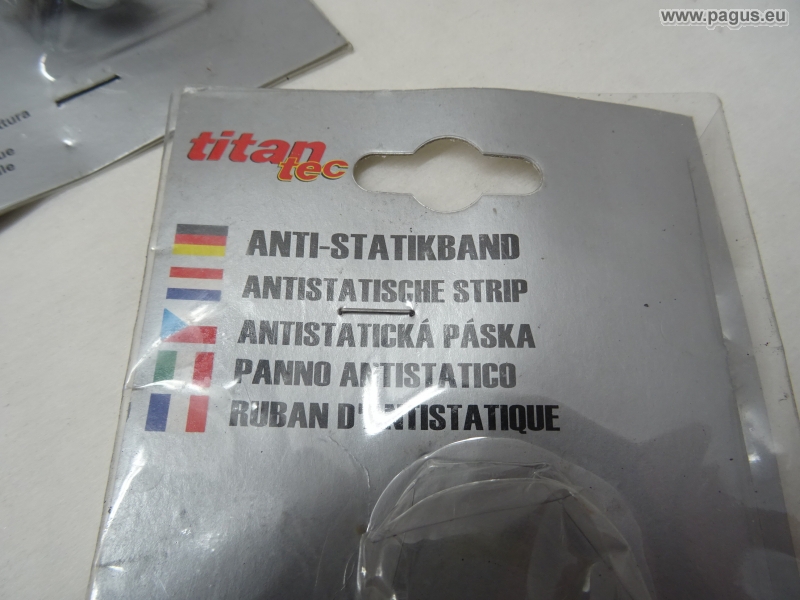 www.pagus.eu
titan
tec
ANTI-STATIKBAND
ANTISTATISCHE STRIP
ANTISTATICKÁ PÁSKA
PANNO ANTISTATICO
RUBAN D'ANTISTATIQUE